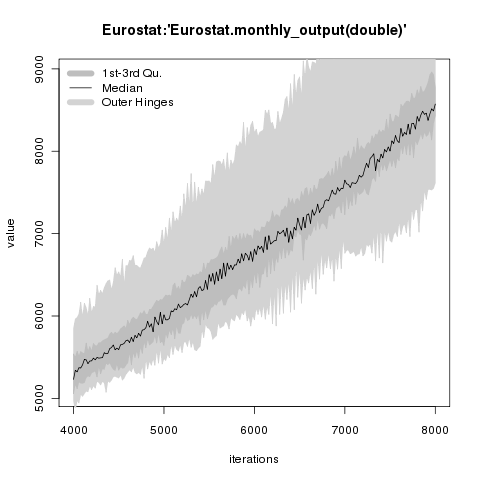 Eurostat:'Eurostat.monthly_output(double)'
1st-3rd Qu.
Median
Outer Hinges
9000
8000
7000
6000
5000
value
4000 5000 6000 7000 8000
iterations